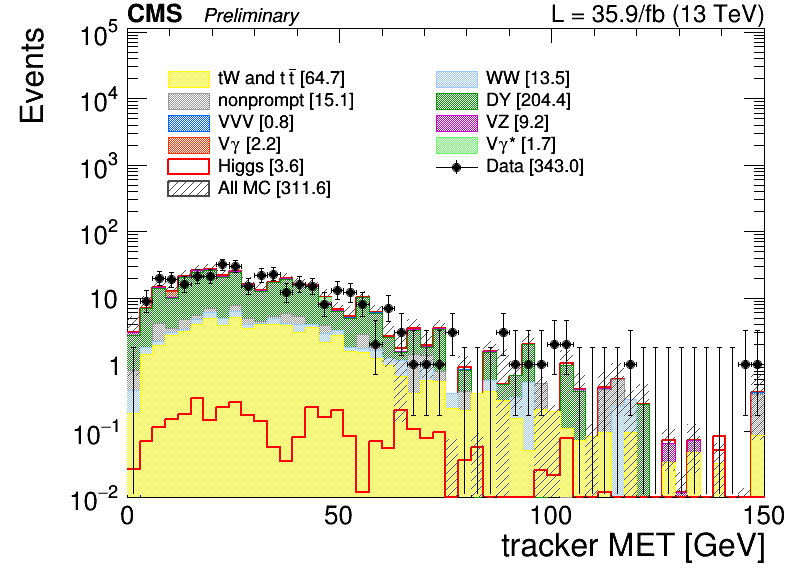 CMS Preliminary L = 35.9/fb (13 TeV)
Events
10^5
10^4
10^3
10^2
10
1
10^−1
10^−2
tW and tt̄ [64.7] WW [13.5]
nonprompt [15.1] DY [204.4]
VVV [0.8] VZ [9.2]
Vγ [2.2] Vγ* [1.7]
Higgs [3.6] Data [343.0]
All MC [311.6]
0 50 100 150
tracker MET [GeV]